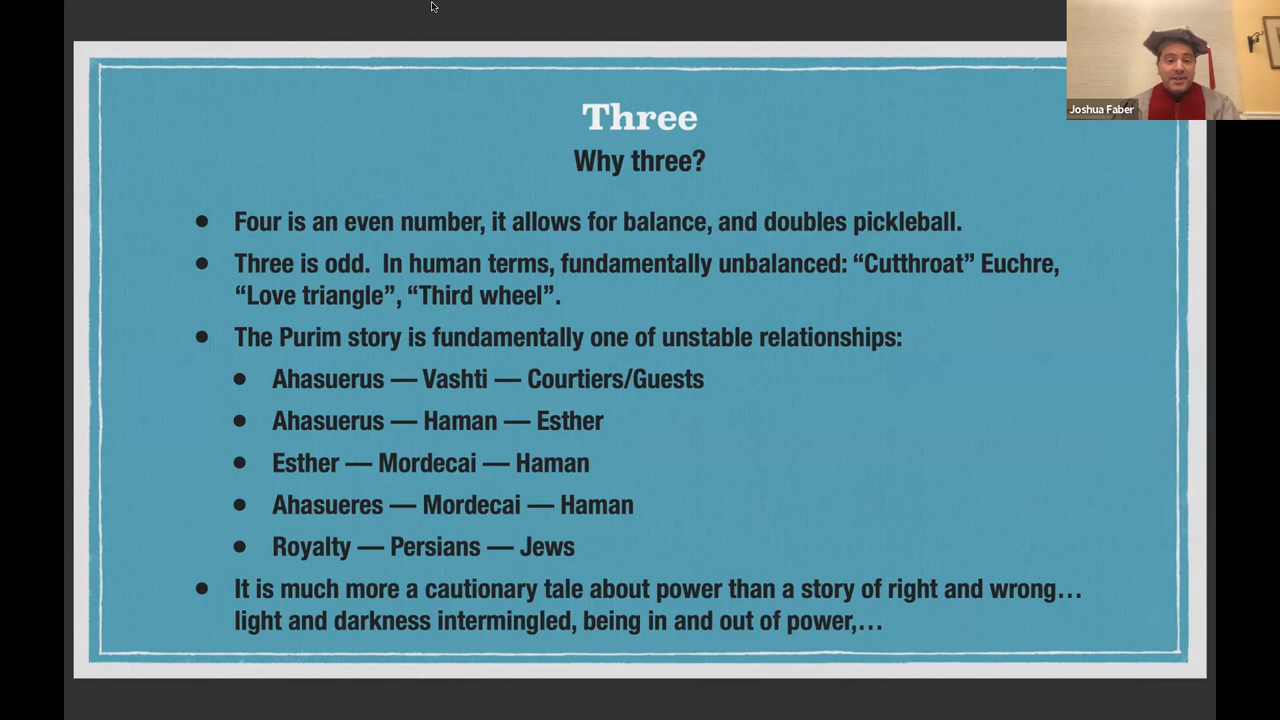 Three
Why three?
● Four is an even number, it allows for balance, and doubles pickleball.
● Three is odd.  In human terms, fundamentally unbalanced: “Cutthroat” Euchre,
“Love triangle”, “Third wheel”.
● The Purim story is fundamentally one of unstable relationships:
● Ahasuerus — Vashti — Courtiers/Guests
● Ahasuerus — Haman — Esther
● Esther — Mordecai — Haman
● Ahasueres — Mordecai — Haman
● Royalty — Persians — Jews
● It is much more a cautionary tale about power than a story of right and wrong…
light and darkness intermingled, being in and out of power,…
Joshua Faber